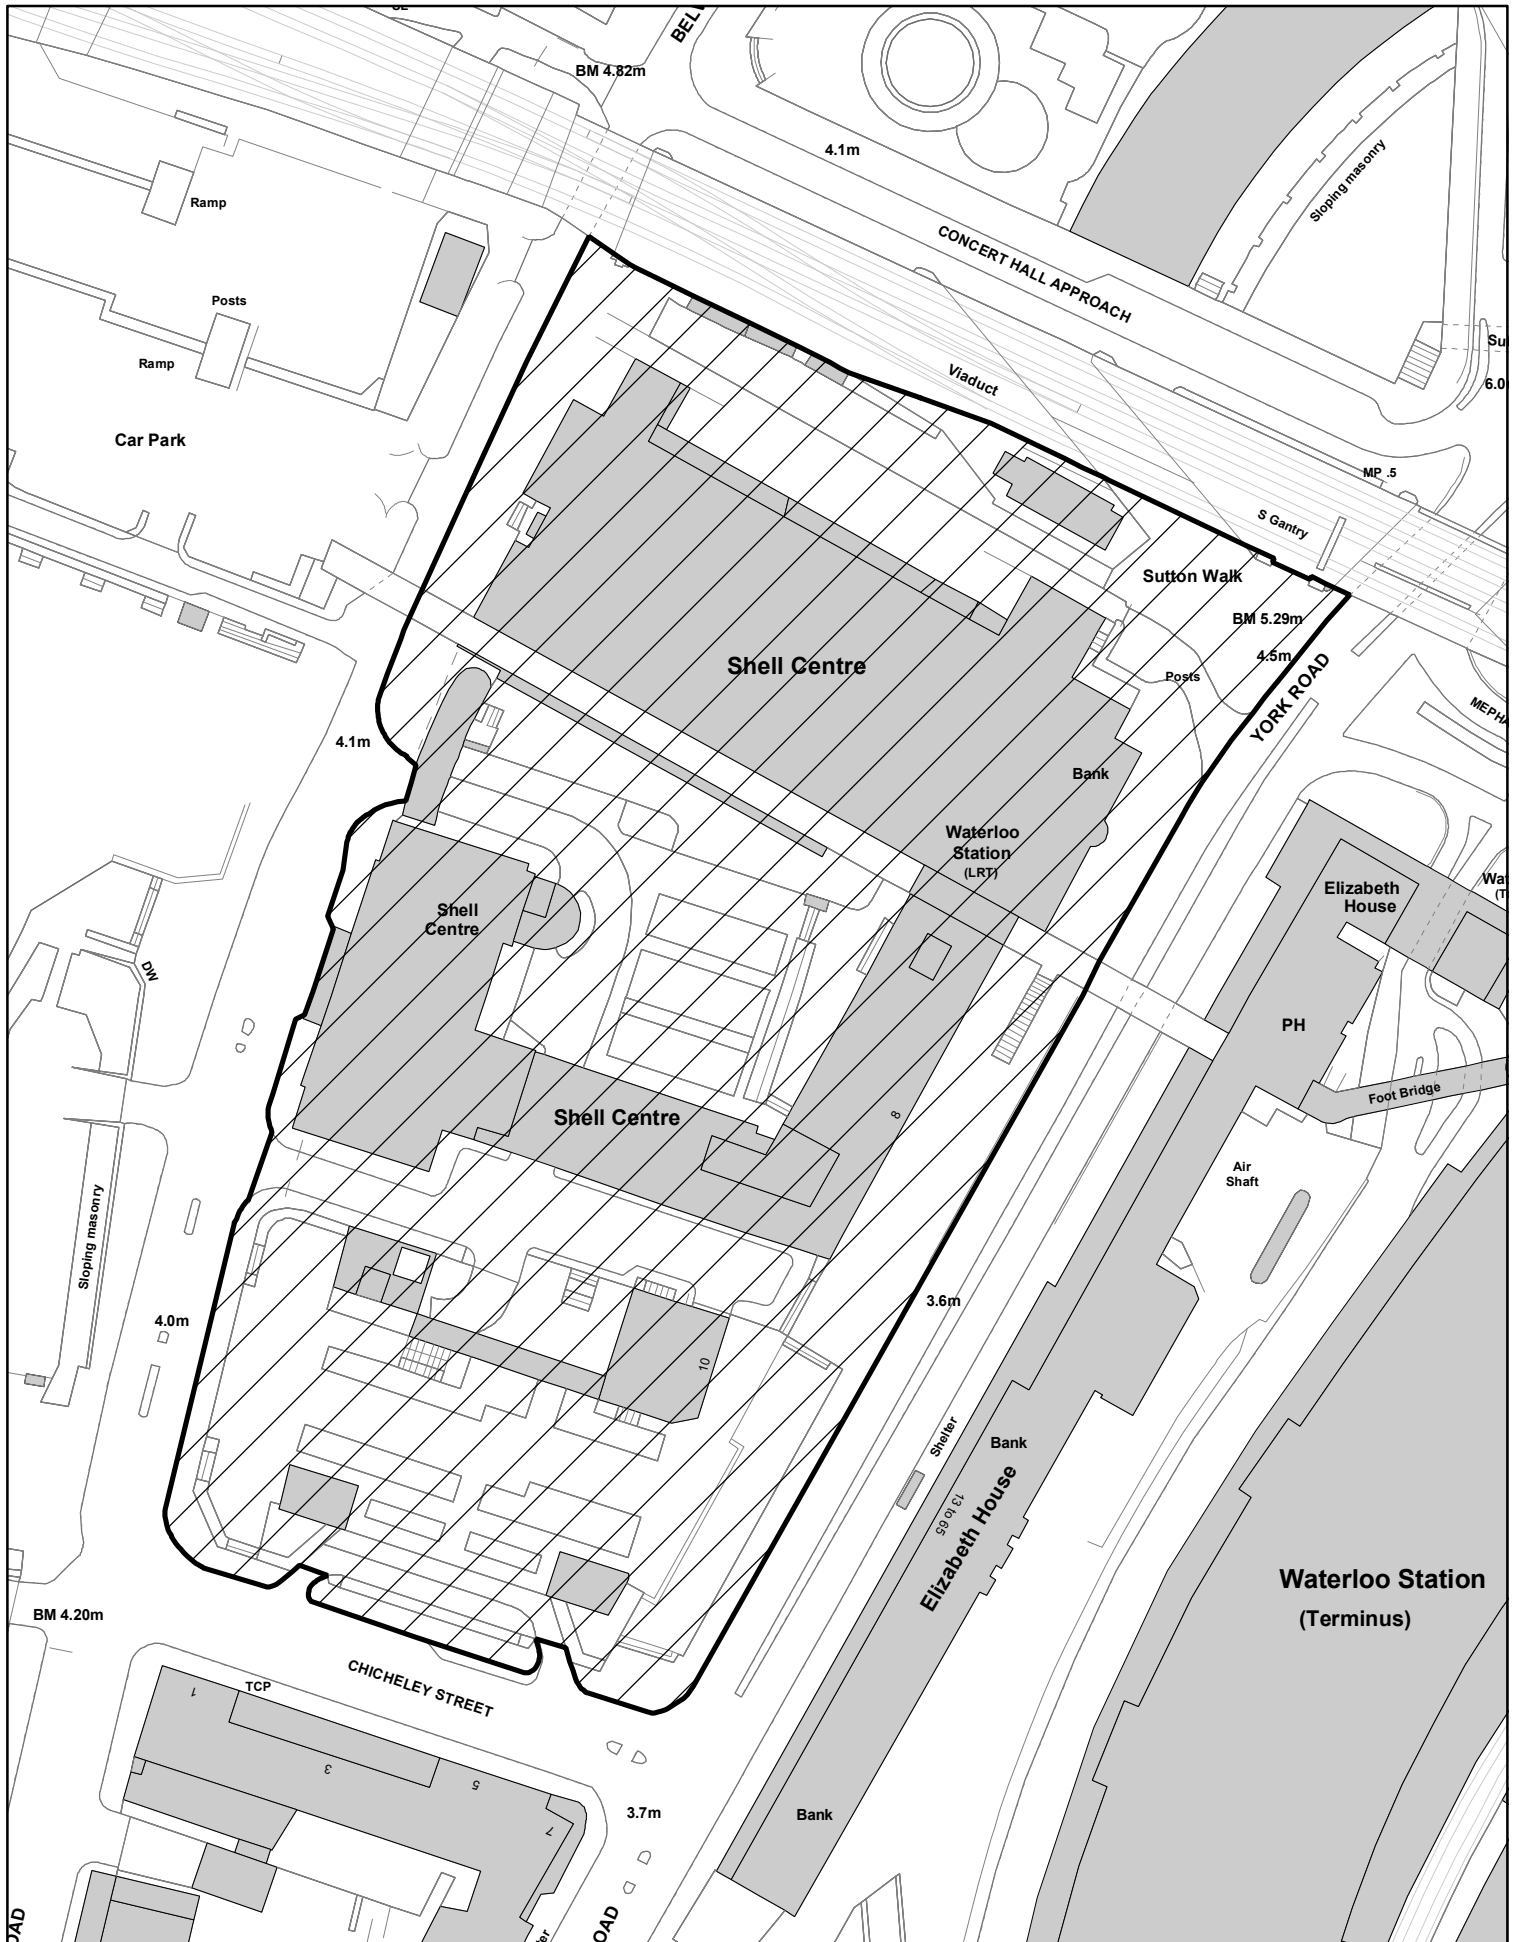 BM 4.82m
4.1m
Sloping masonry
Ramp
CONCERT HALL APPROACH
Posts
Ramp
Viaduct
6.0
Car Park
MP .5
S Gantry
Sutton Walk
BM 5.29m
4.5m
Shell Centre
Posts
YORK ROAD
4.1m
Bank
Waterloo
Station
(LRT)
Elizabeth
House
Shell
Centre
DW
PH
Foot Bridge
Shell Centre
8
Air
Shaft
Sloping masonry
4.0m
3.6m
10
Shelter
Bank
13 to 65
Elizabeth House
Waterloo Station
(Terminus)
BM 4.20m
CHICHELEY STREET
TCP
1
3
5
7
3.7m
Bank